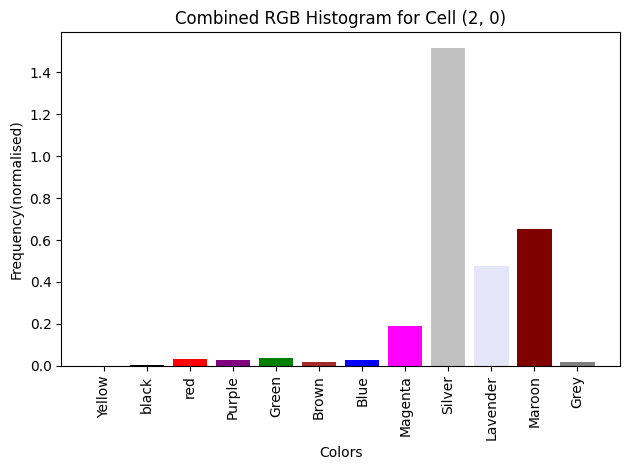 Combined RGB Histogram for Cell (2, 0)
Frequency(normalised)
1.4
1.2
1.0
0.8
0.6
0.4
0.2
0.0
Yellow
black
red
Purple
Green
Brown
Blue
Magenta
Silver
Lavender
Maroon
Grey
Colors